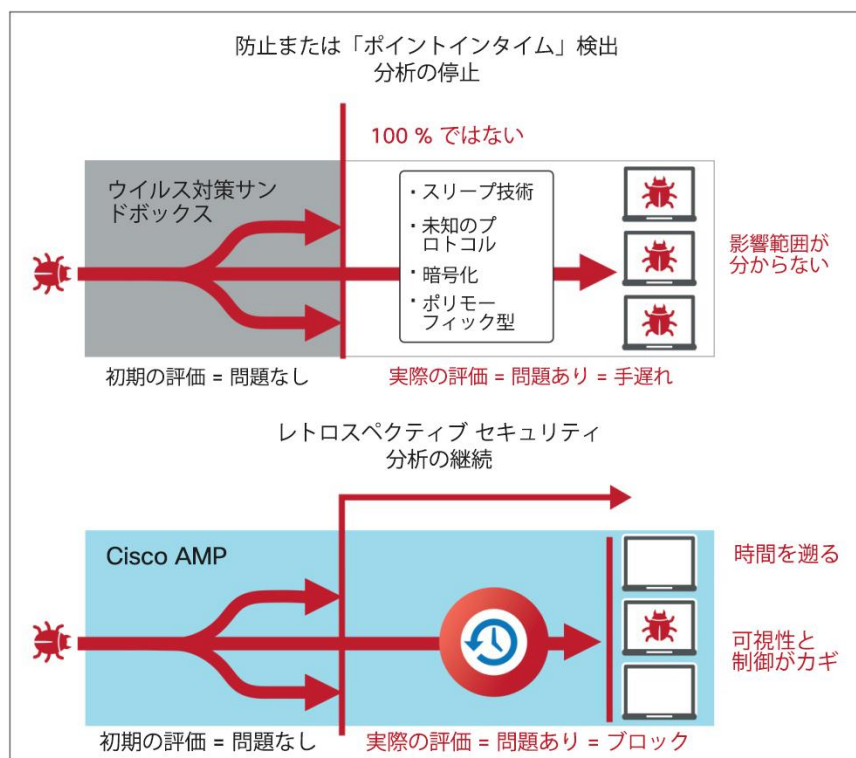 防止または「ポイントインタイム」検出
分析の停止
100 % ではない
ウイルス対策サン
ドボックス
・スリープ技術
・未知のプ
ロトコル
・暗号化
・ポリモー
フィック型
影響範囲が
分からない
初期の評価 = 問題なし
実際の評価 = 問題あり = 手遅れ
レトロスペクティブ セキュリティ
分析の継続
Cisco AMP
時間を遡る
可視性と
制御がカギ
初期の評価 = 問題なし
実際の評価 = 問題あり = ブロック